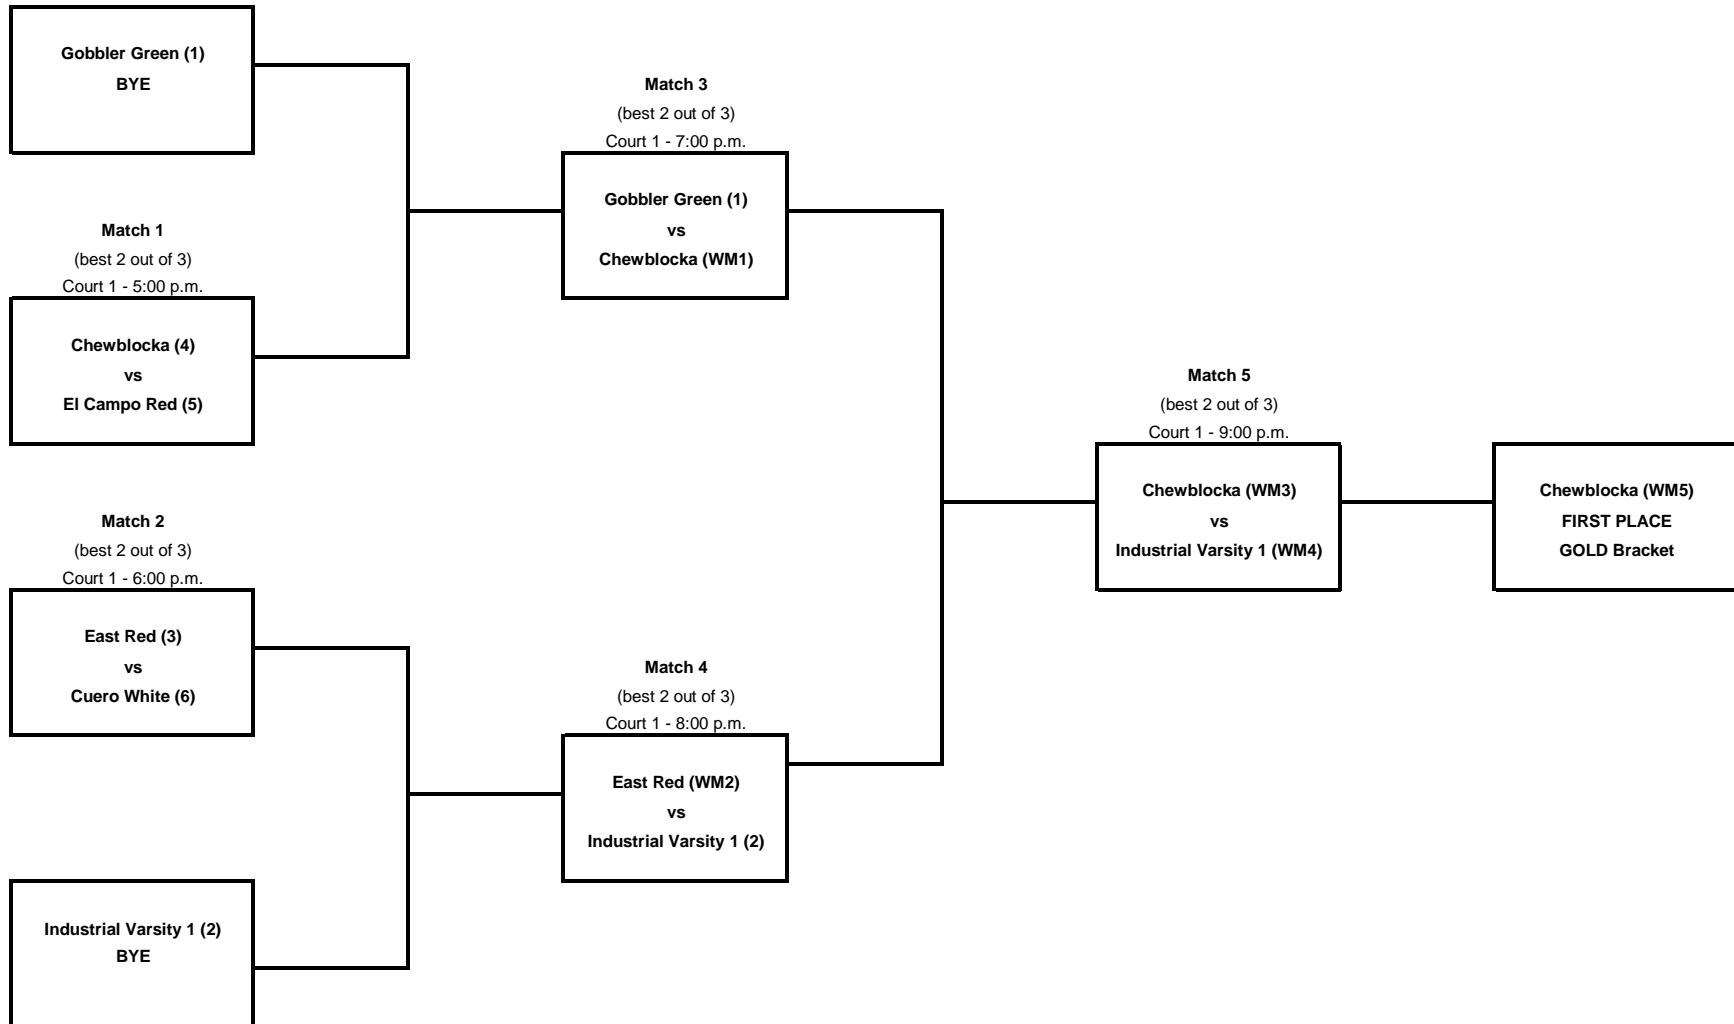 Gobbler Green (1)
BYE
Match 1
(best 2 out of 3)
Court 1 - 5:00 p.m.
Chewblocka (4)
vs
El Campo Red (5)
Match 2
(best 2 out of 3)
Court 1 - 6:00 p.m.
East Red (3)
vs
Cuero White (6)
Industrial Varsity 1 (2)
BYE
Match 3
(best 2 out of 3)
Court 1 - 7:00 p.m.
Gobbler Green (1)
vs
Chewblocka (WM1)
Match 4
(best 2 out of 3)
Court 1 - 8:00 p.m.
East Red (WM2)
vs
Industrial Varsity 1 (2)
Match 5
(best 2 out of 3)
Court 1 - 9:00 p.m.
Chewblocka (WM3)
vs
Industrial Varsity 1 (WM4)
Chewblocka (WM5)
FIRST PLACE
GOLD Bracket